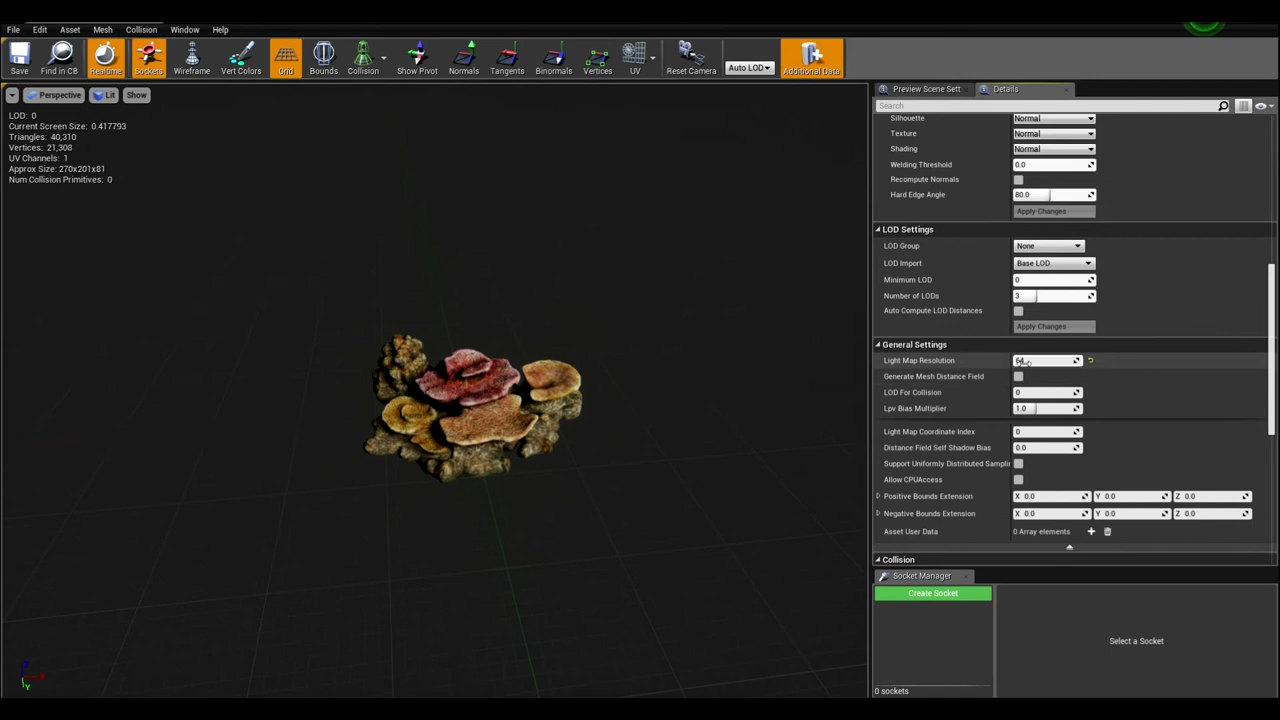 File Edit Asset Mesh Collision Window Help
Save Find in CB Realtime Sockets Wireframe Vert Colors Grid Bounds Collision Show Pivot Normals Tangents Binormals Vertices UV Reset Camera Auto LOD Additional Data
Perspective Lit Show
LOD: 0
Current Screen Size: 0.417793
Triangles: 40,310
Vertices: 21,308
UV Channels: 1
Approx Size: 270x201x81
Num Collision Primitives: 0
Z
X
Y
Preview Scene Sett Details
Search
Silhouette Normal
Texture Normal
Shading Normal
Welding Threshold 0.0
Recompute Normals
Hard Edge Angle 80.0
Apply Changes
LOD Settings
LOD Group None
LOD Import Base LOD
Minimum LOD 0
Number of LODs 3
Auto Compute LOD Distances
Apply Changes
General Settings
Light Map Resolution 64
Generate Mesh Distance Field
LOD For Collision 0
Lpv Bias Multiplier 1.0
Light Map Coordinate Index 0
Distance Field Self Shadow Bias 0.0
Support Uniformly Distributed Samplin
Allow CPUAccess
Positive Bounds Extension X 0.0 Y 0.0 Z 0.0
Negative Bounds Extension X 0.0 Y 0.0 Z 0.0
Asset User Data 0 Array elements
Collision
Socket Manager
Create Socket
Select a Socket
0 sockets